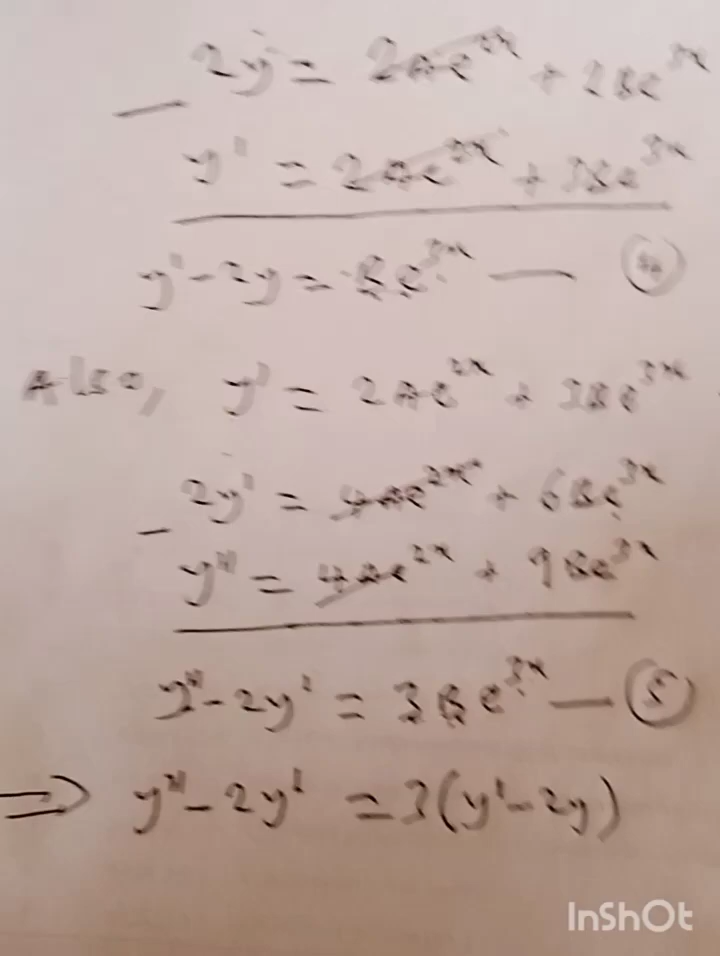 2y = 2Ae^{2x} + 2Be^{3x}
— y' = 2Ae^{2x} + 3Be^{3x}
y' - 2y = Be^{3x} — (4)
Also, y' = 2Ae^{2x} + 3Be^{3x}
2y' = 4Ae^{2x} + 6Be^{3x}
— y'' = 4Ae^{2x} + 9Be^{3x}
y'' - 2y' = 3Be^{3x} — (5)
⇒ y'' - 2y' = 3(y' - 2y)
InShOt